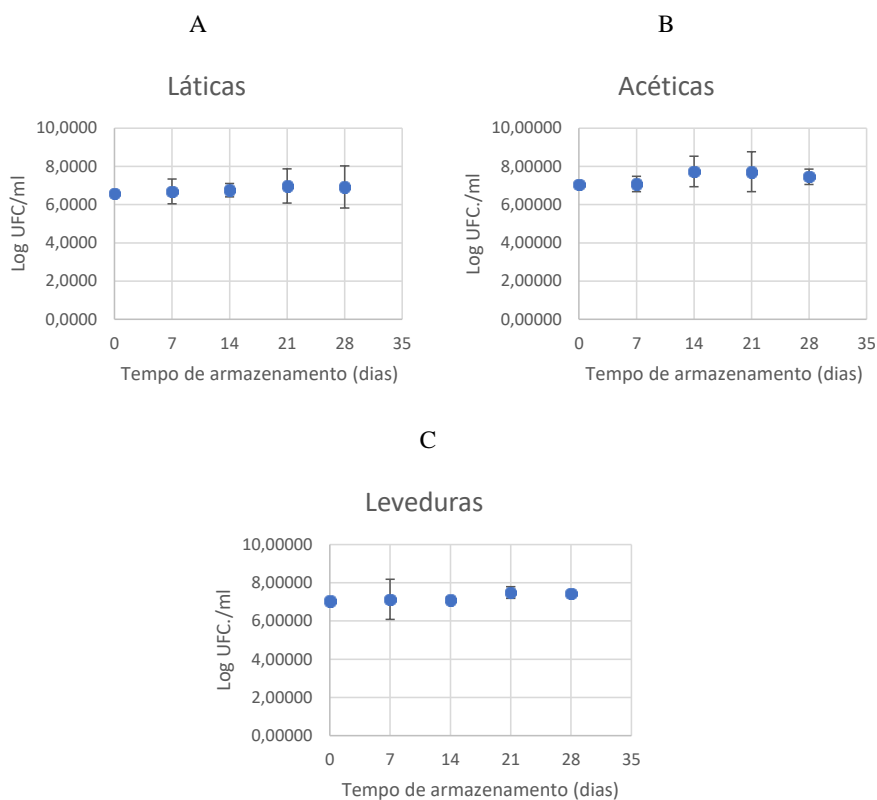 A
B
Láticas
10,0000
8,0000
6,0000
4,0000
2,0000
0,0000
Log UFC/ml
0 7 14 21 28 35
Tempo de armazenamento (dias)
Acéticas
10,00000
8,00000
6,00000
4,00000
2,00000
0,00000
Log UFC./ml
0 7 14 21 28 35
Tempo de armazenamento (dias)
C
Leveduras
10,00000
8,00000
6,00000
4,00000
2,00000
0,00000
Log UFC./ml
0 7 14 21 28 35
Tempo de armazenamento (dias)